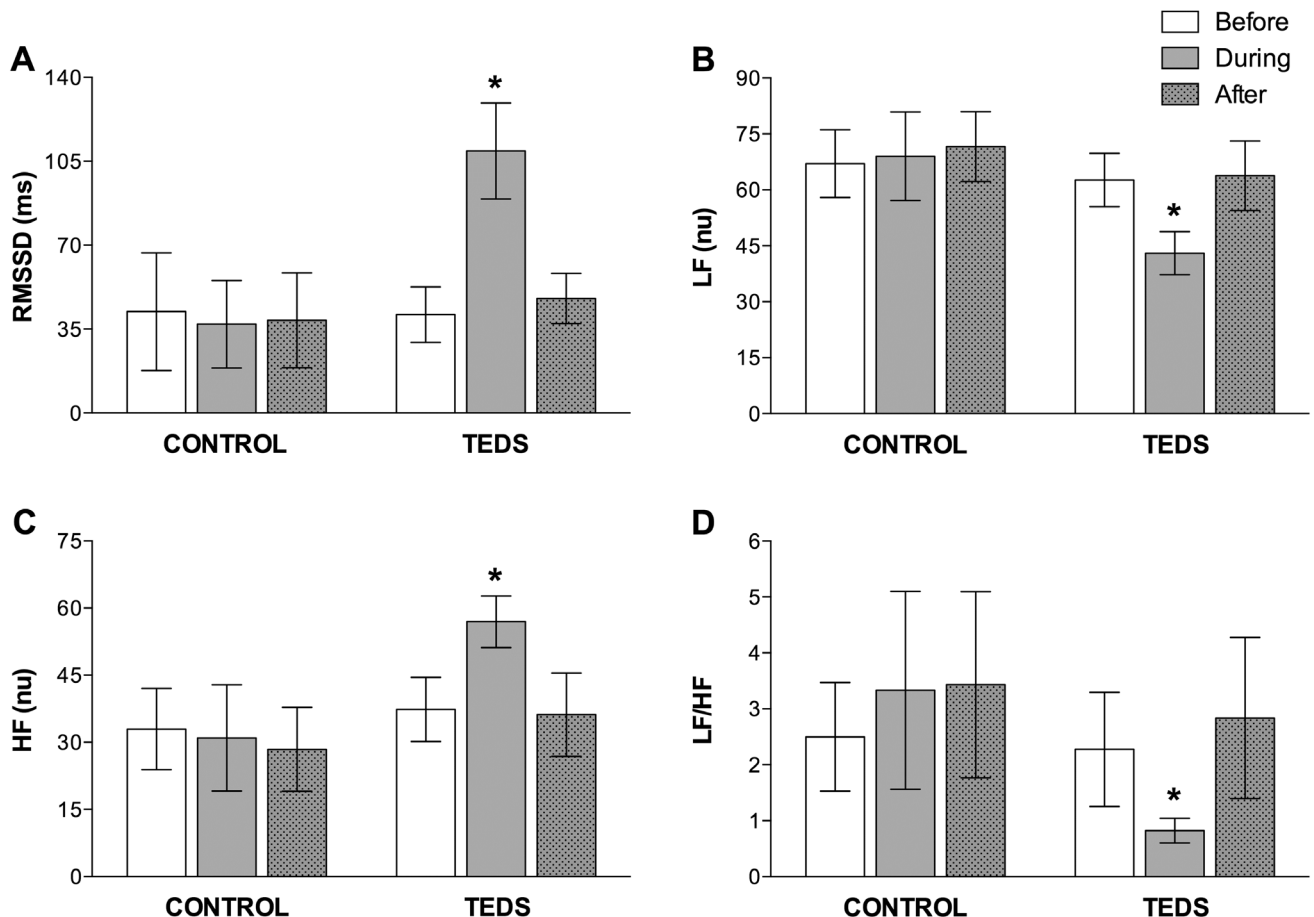 Before
During
After
A
140
105
70
35
0
RMSSD (ms)
*
CONTROL TEDS
B
90
75
60
45
30
15
0
LF (nu)
*
CONTROL TEDS
C
75
60
45
30
15
0
HF (nu)
*
CONTROL TEDS
D
6
5
4
3
2
1
0
LF/HF
*
CONTROL TEDS